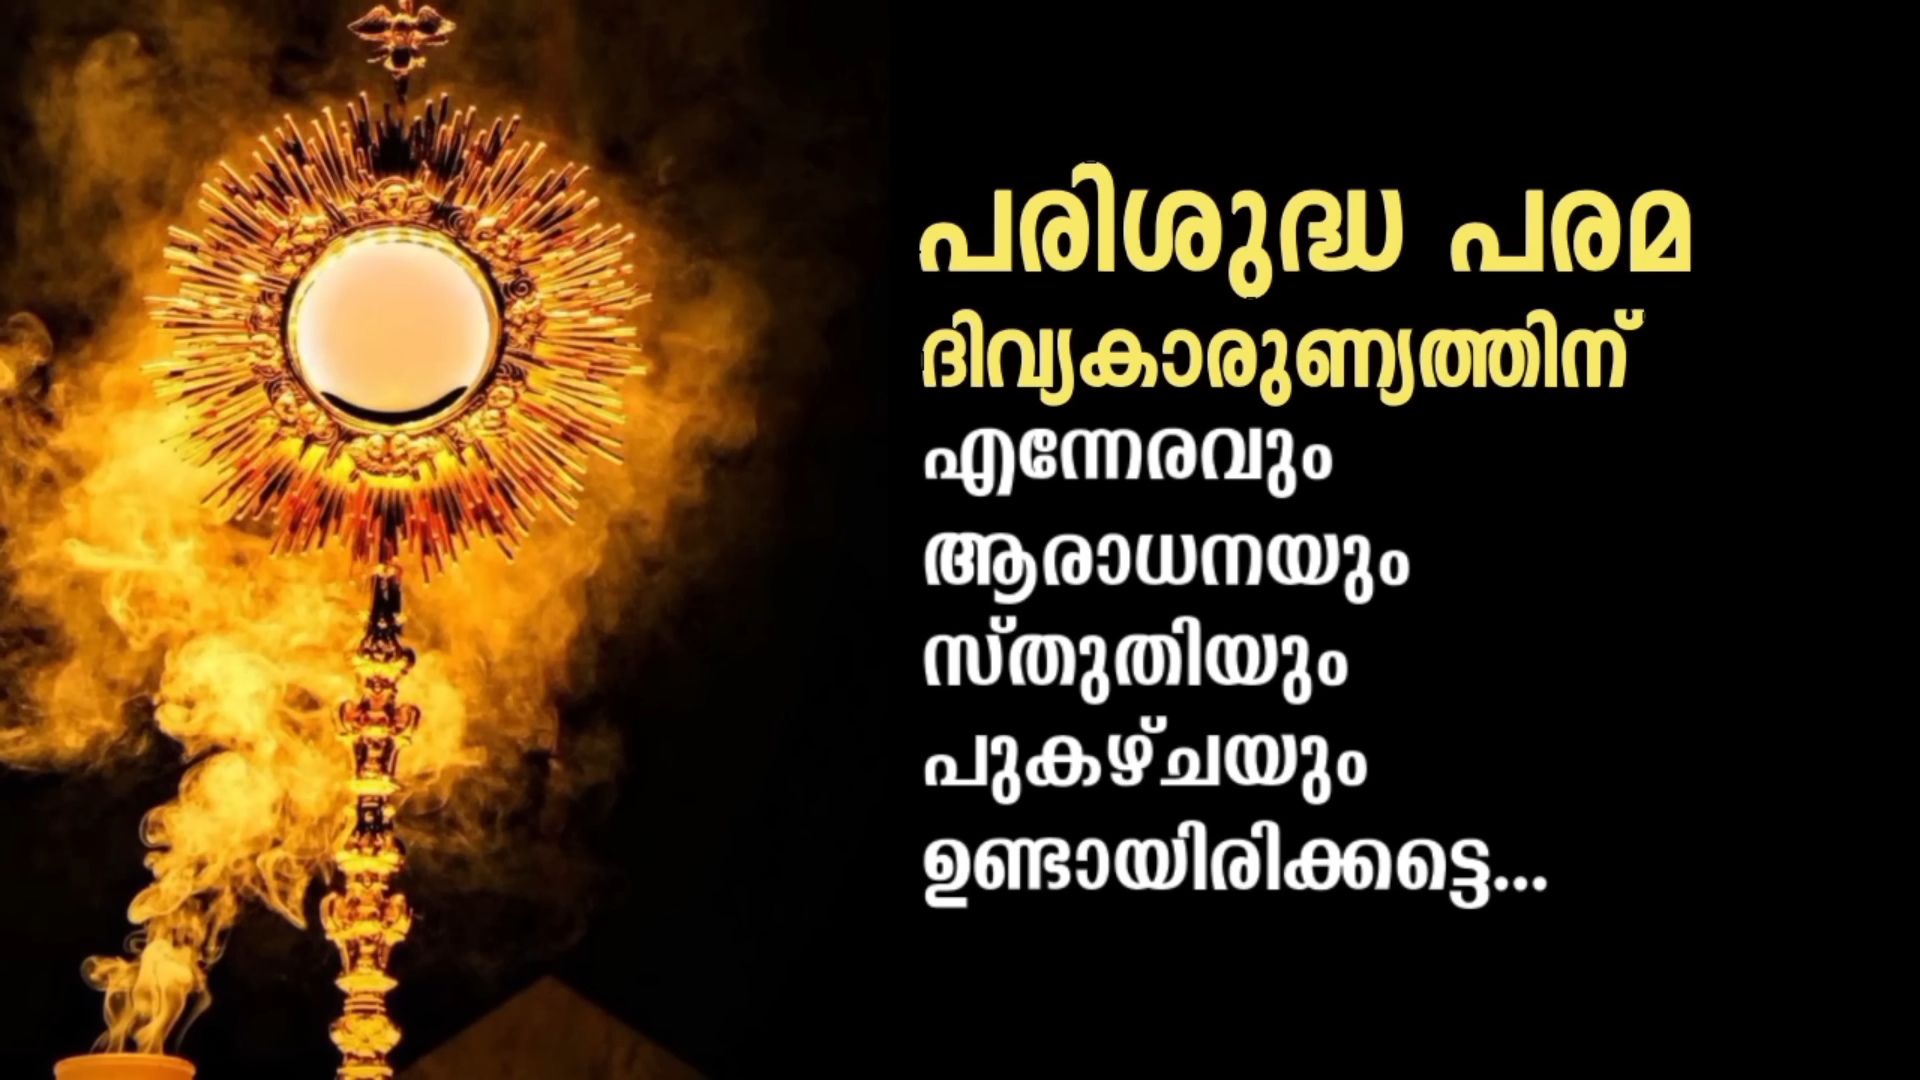 പരിശുദ്ധ പരമ
ദിവ്യകാരുണ്യത്തിന്
എന്നേരവും
ആരാധനയും
സ്തുതിയും
പുകഴ്ചയും
ഉണ്ടായിരിക്കട്ടെ...